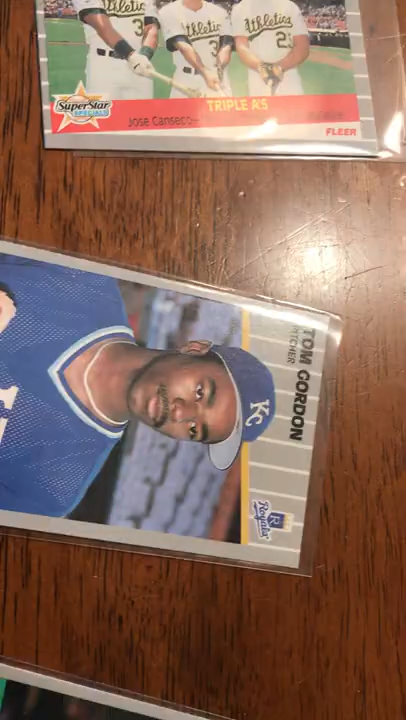 Athletics
Athletics
Athletics
SuperStar
SPECIALS
TRIPLE A'S
Jose Canseco
FLEER
TOM GORDON
PITCHER
KC
R
Royals